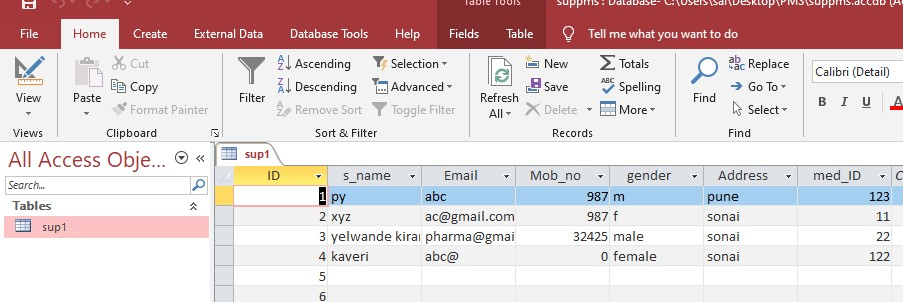 Table Tools
suppms : Database- C:\Users\sai\Desktop\PMS\suppms.accdb (A
File Home Create External Data Database Tools Help Fields Table Tell me what you want to do
View
Views
Paste
Cut
Copy
Format Painter
Clipboard
Filter
Ascending
Descending
Remove Sort
Selection
Advanced
Toggle Filter
Sort & Filter
Refresh
All
New
Save
Delete
Totals
Spelling
More
Records
Find
Replace
Go To
Select
Find
Calibri (Detail)
B I U A
All Access Obje...
Search...
Tables
sup1
sup1
ID s_name Email Mob_no gender Address med_ID C
1 py abc 987 m pune 123
2 xyz ac@gmail.com 987 f sonai 11
3 yelwande kiran pharma@gmai 32425 male sonai 22
4 kaveri abc@ 0 female sonai 122
5
6